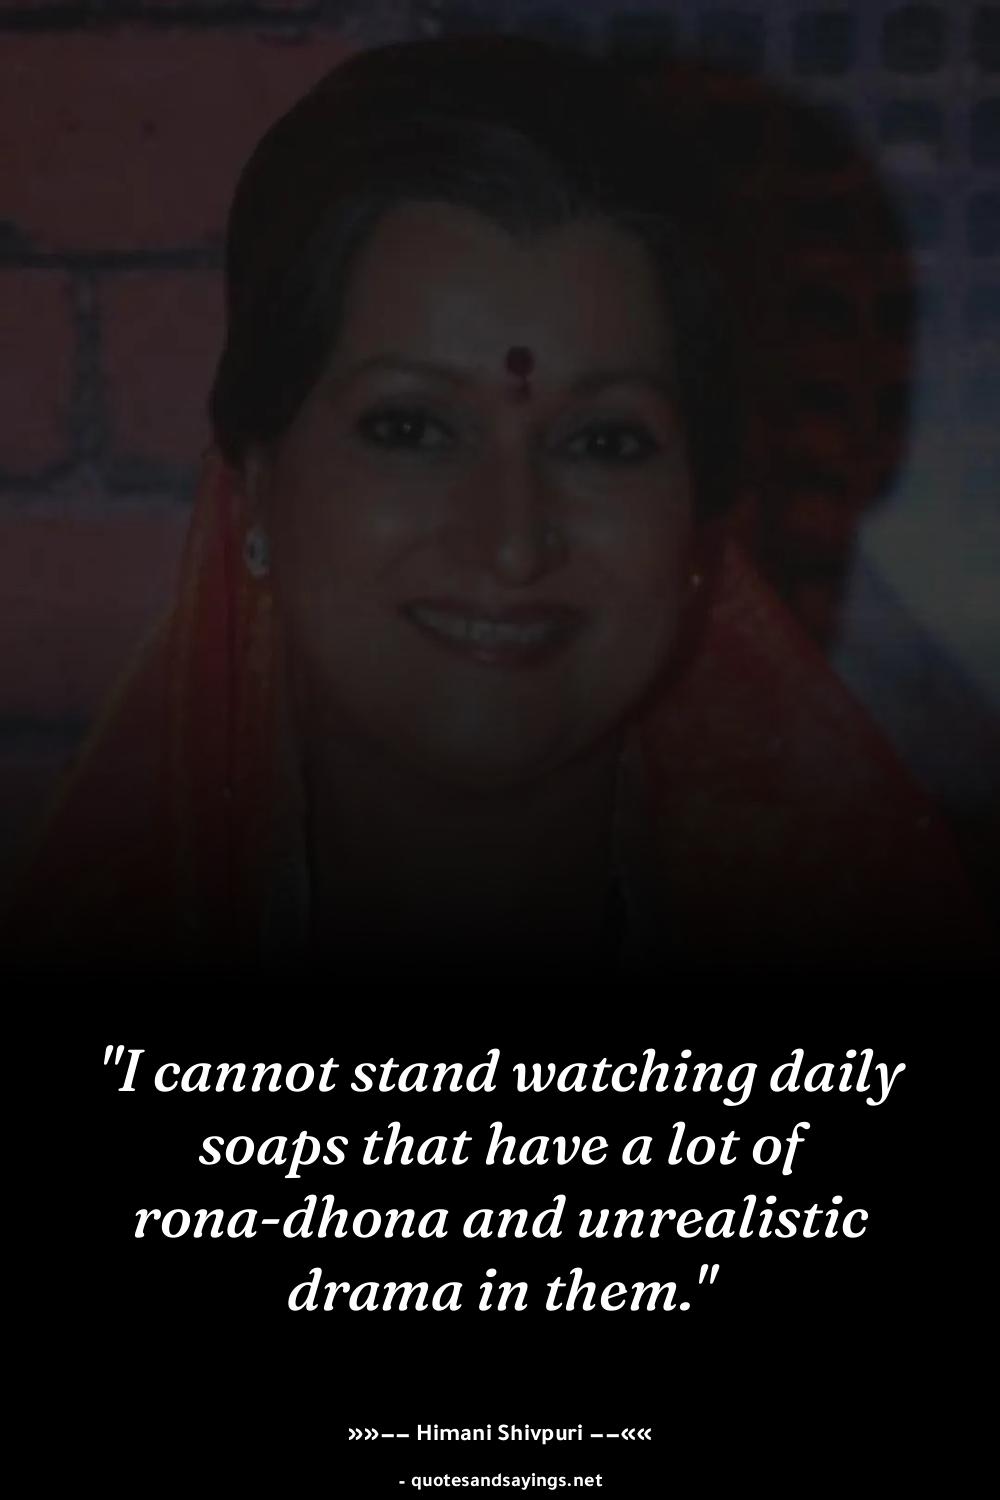 "I cannot stand watching daily
soaps that have a lot of
rona-dhona and unrealistic
drama in them."
»»−− Himani Shivpuri −−««
- quotesandsayings.net